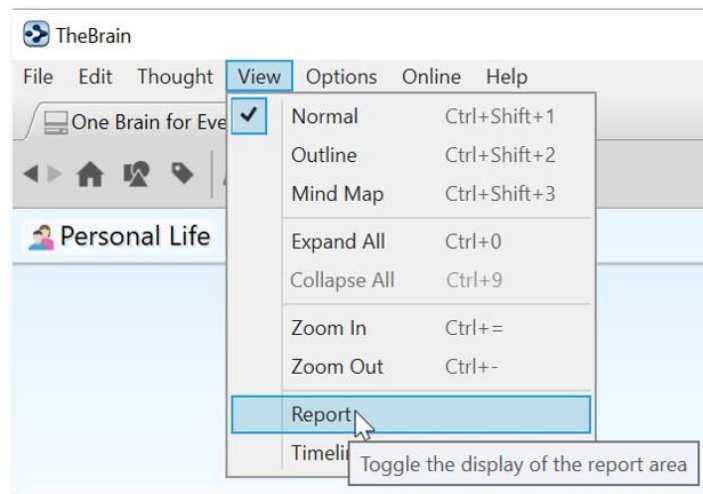 TheBrain
File Edit Thought View Options Online Help
One Brain for Eve
Normal Ctrl+Shift+1
Outline Ctrl+Shift+2
Mind Map Ctrl+Shift+3
Personal Life
Expand All Ctrl+0
Collapse All Ctrl+9
Zoom In Ctrl+=
Zoom Out Ctrl+-
Report
Timeli
Toggle the display of the report area